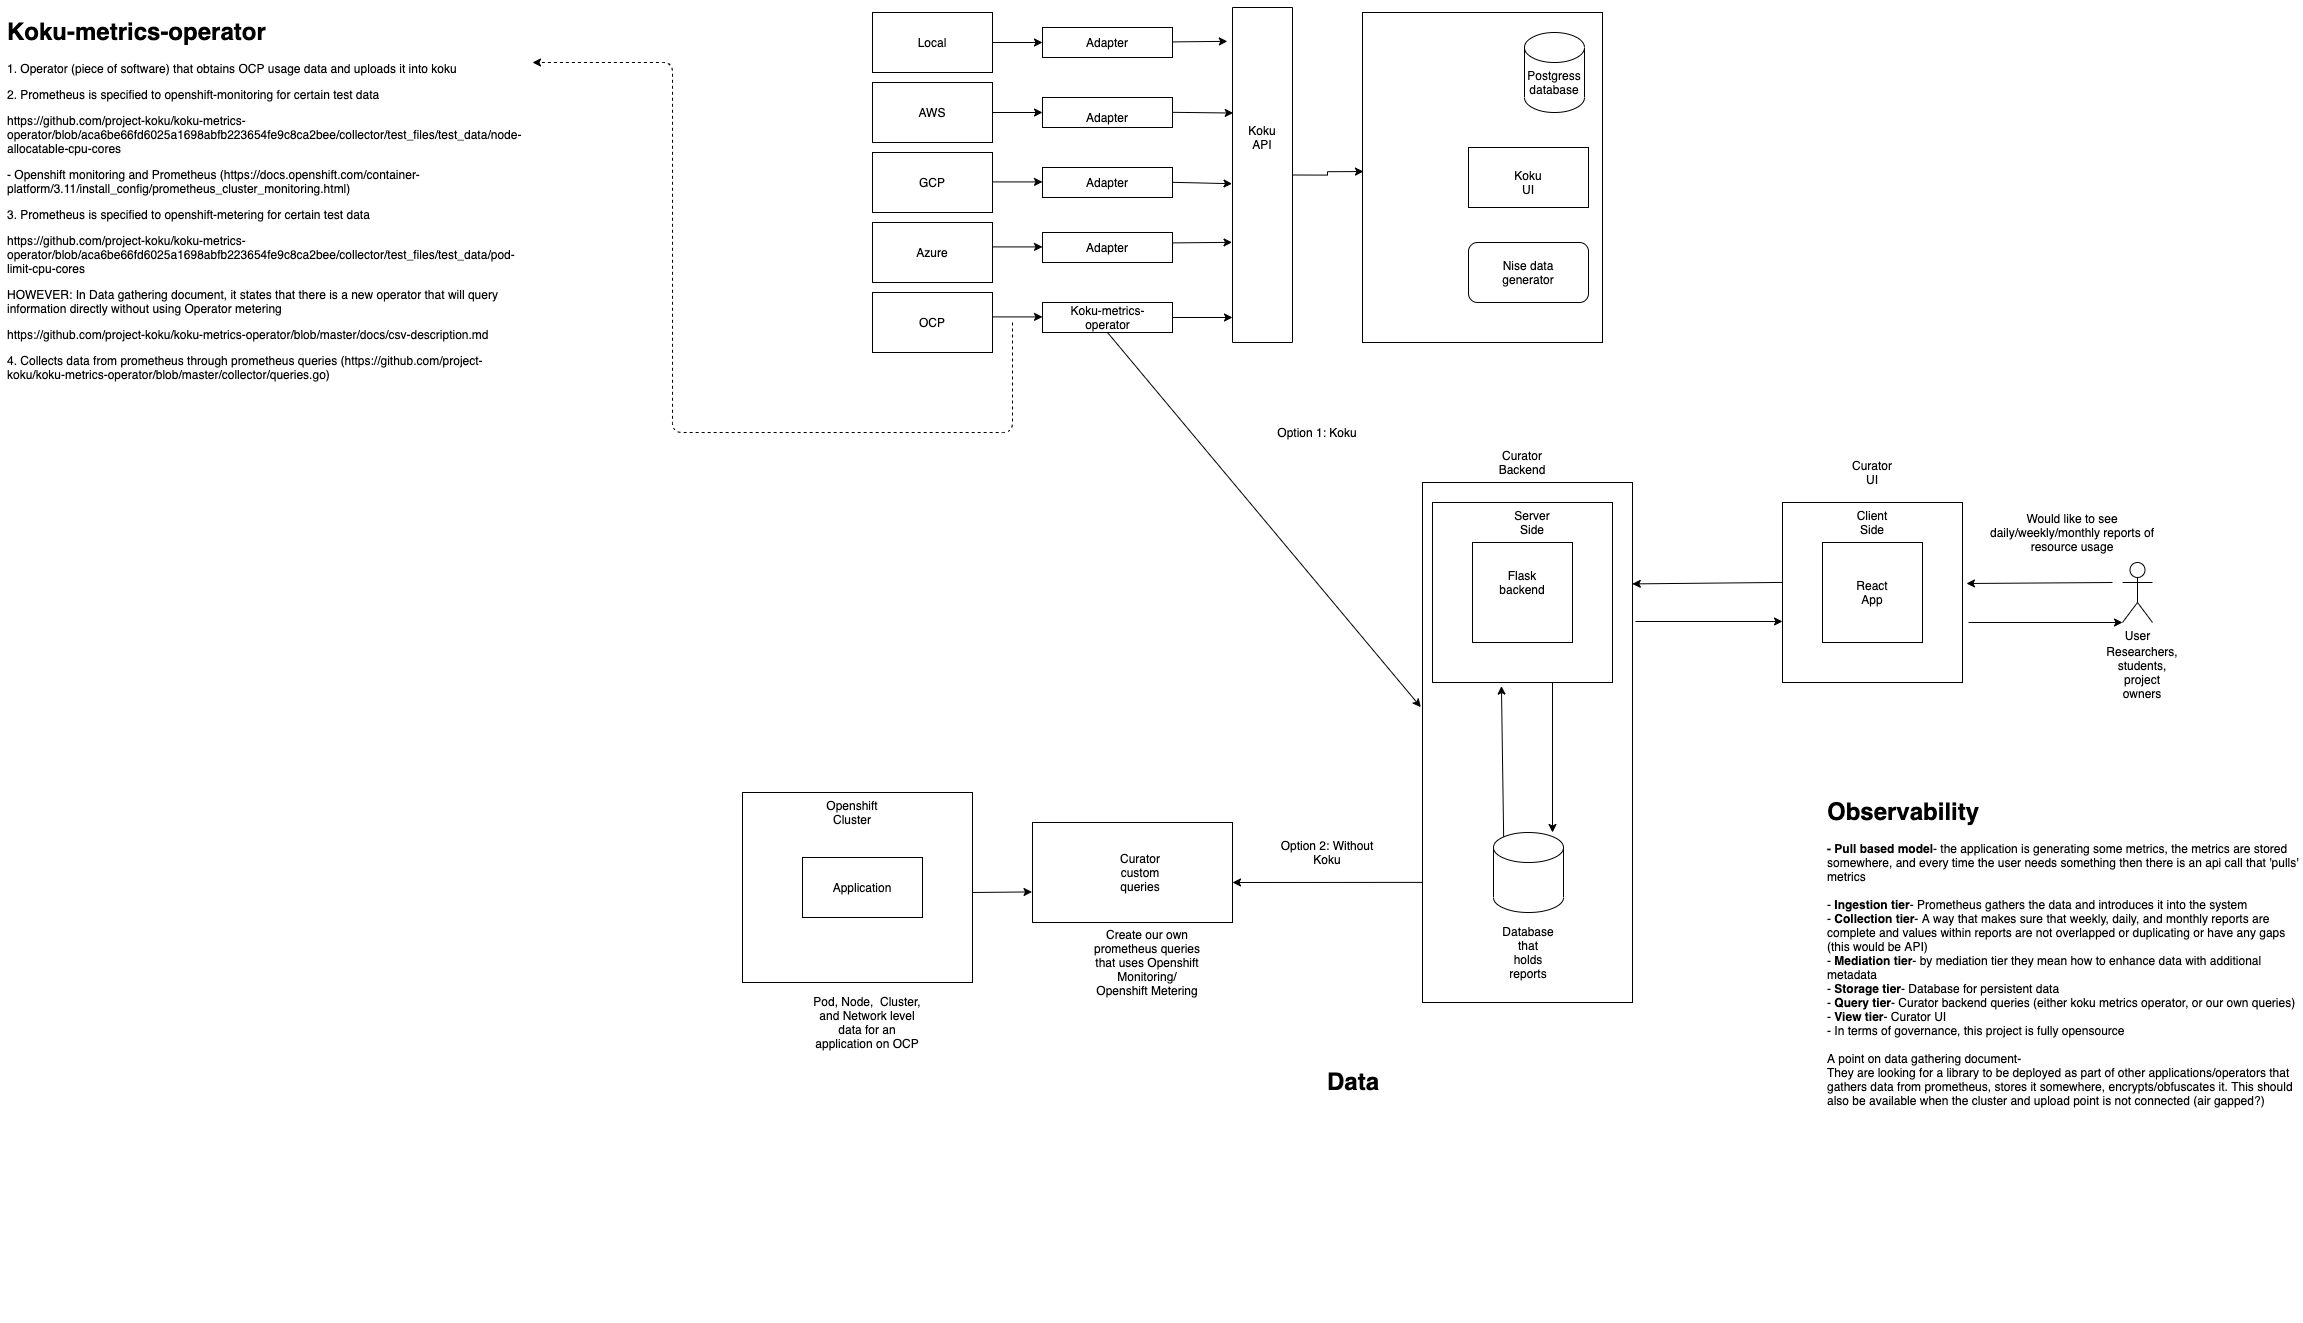 Koku-metrics-operator
1. Operator (piece of software) that obtains OCP usage data and uploads it into koku
2. Prometheus is specified to openshift-monitoring for certain test data
https://github.com/project-koku/koku-metrics-
operator/blob/aca6be66fd6025a1698abfb223654fe9c8ca2bee/collector/test_files/test_data/node-
allocatable-cpu-cores
- Openshift monitoring and Prometheus (https://docs.openshift.com/container-
platform/3.11/install_config/prometheus_cluster_monitoring.html)
3. Prometheus is specified to openshift-metering for certain test data
https://github.com/project-koku/koku-metrics-
operator/blob/aca6be66fd6025a1698abfb223654fe9c8ca2bee/collector/test_files/test_data/pod-
limit-cpu-cores
HOWEVER: In Data gathering document, it states that there is a new operator that will query
information directly without using Operator metering
https://github.com/project-koku/koku-metrics-operator/blob/master/docs/csv-description.md
4. Collects data from prometheus through prometheus queries (https://github.com/project-
koku/koku-metrics-operator/blob/master/collector/queries.go)
Local
Adapter
AWS
Adapter
GCP
Adapter
Azure
Adapter
OCP
Koku-metrics-
operator
Koku
API
Postgress
database
Koku
UI
Nise data
generator
Option 1: Koku
Curator
Backend
Server
Side
Flask
backend
Curator
UI
Client
Side
React
App
Would like to see
daily/weekly/monthly reports of
resource usage
User
Researchers,
students,
project
owners
Openshift
Cluster
Application
Pod, Node,  Cluster,
and Network level
data for an
application on OCP
Curator
custom
queries
Create our own
prometheus queries
that uses Openshift
Monitoring/
Openshift Metering
Option 2: Without
Koku
Database
that
holds
reports
Data
Observability
- Pull based model- the application is generating some metrics, the metrics are stored
somewhere, and every time the user needs something then there is an api call that 'pulls'
metrics
- Ingestion tier- Prometheus gathers the data and introduces it into the system
- Collection tier- A way that makes sure that weekly, daily, and monthly reports are
complete and values within reports are not overlapped or duplicating or have any gaps
(this would be API)
- Mediation tier- by mediation tier they mean how to enhance data with additional
metadata
- Storage tier- Database for persistent data
- Query tier- Curator backend queries (either koku metrics operator, or our own queries)
- View tier- Curator UI
- In terms of governance, this project is fully opensource
A point on data gathering document-
They are looking for a library to be deployed as part of other applications/operators that
gathers data from prometheus, stores it somewhere, encrypts/obfuscates it. This should
also be available when the cluster and upload point is not connected (air gapped?)